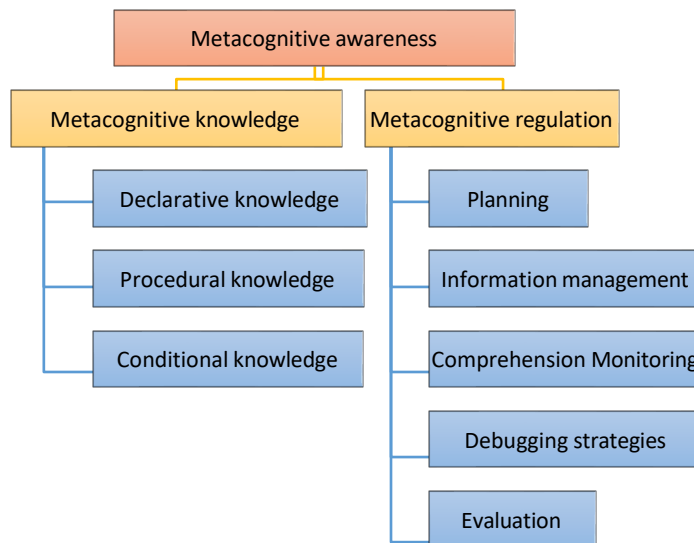 Metacognitive awareness
Metacognitive knowledge
Metacognitive regulation
Declarative knowledge
Planning
Procedural knowledge
Information management
Conditional knowledge
Comprehension Monitoring
Debugging strategies
Evaluation